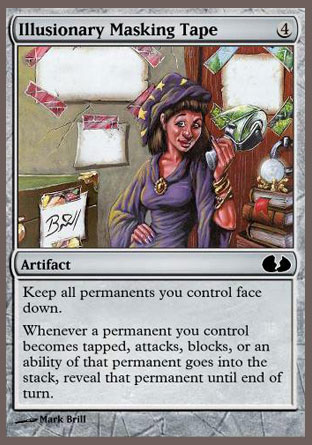 Illusionary Masking Tape 4
Brill
Artifact
Keep all permanents you control face
down.
Whenever a permanent you control
becomes tapped, attacks, blocks, or an
ability of that permanent goes into the
stack, reveal that permanent until end of
turn.
Mark Brill